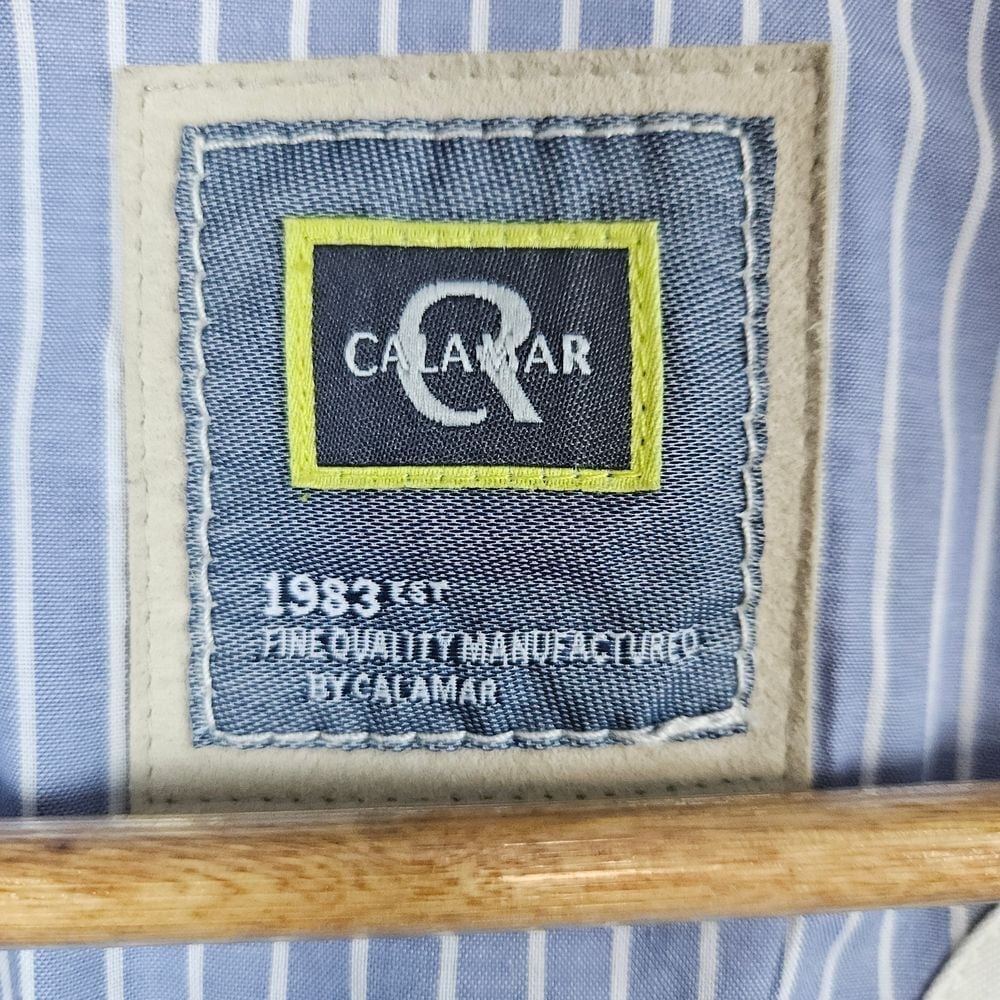 CALAMAR
1983 EST
FINE QUALITY MANUFACTURED
BY CALAMAR